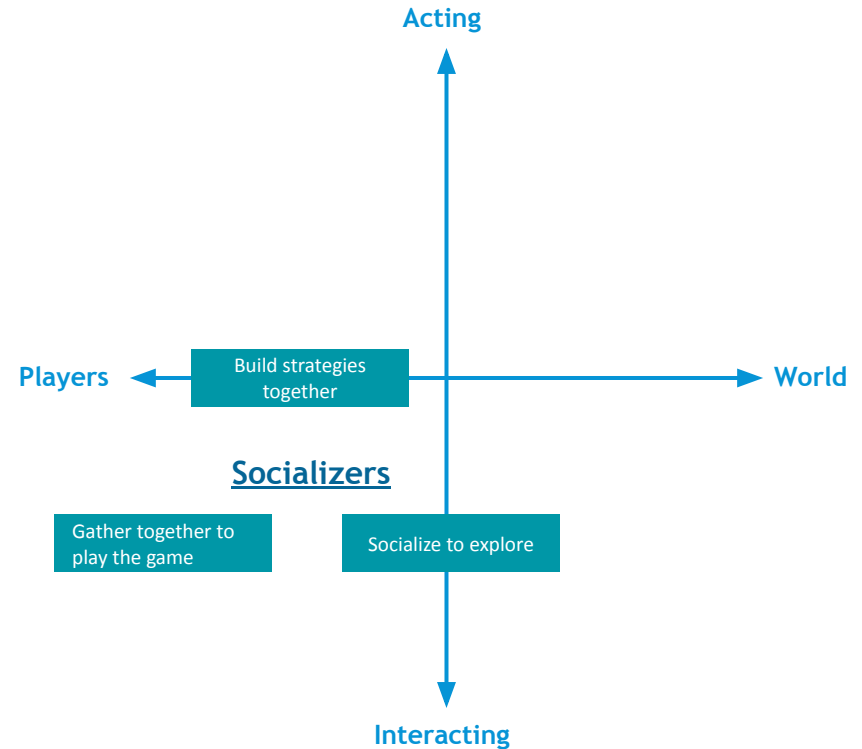 Acting
Build strategies
together
Players
World
Socializers
Gather together to
play the game
Socialize to explore
Interacting